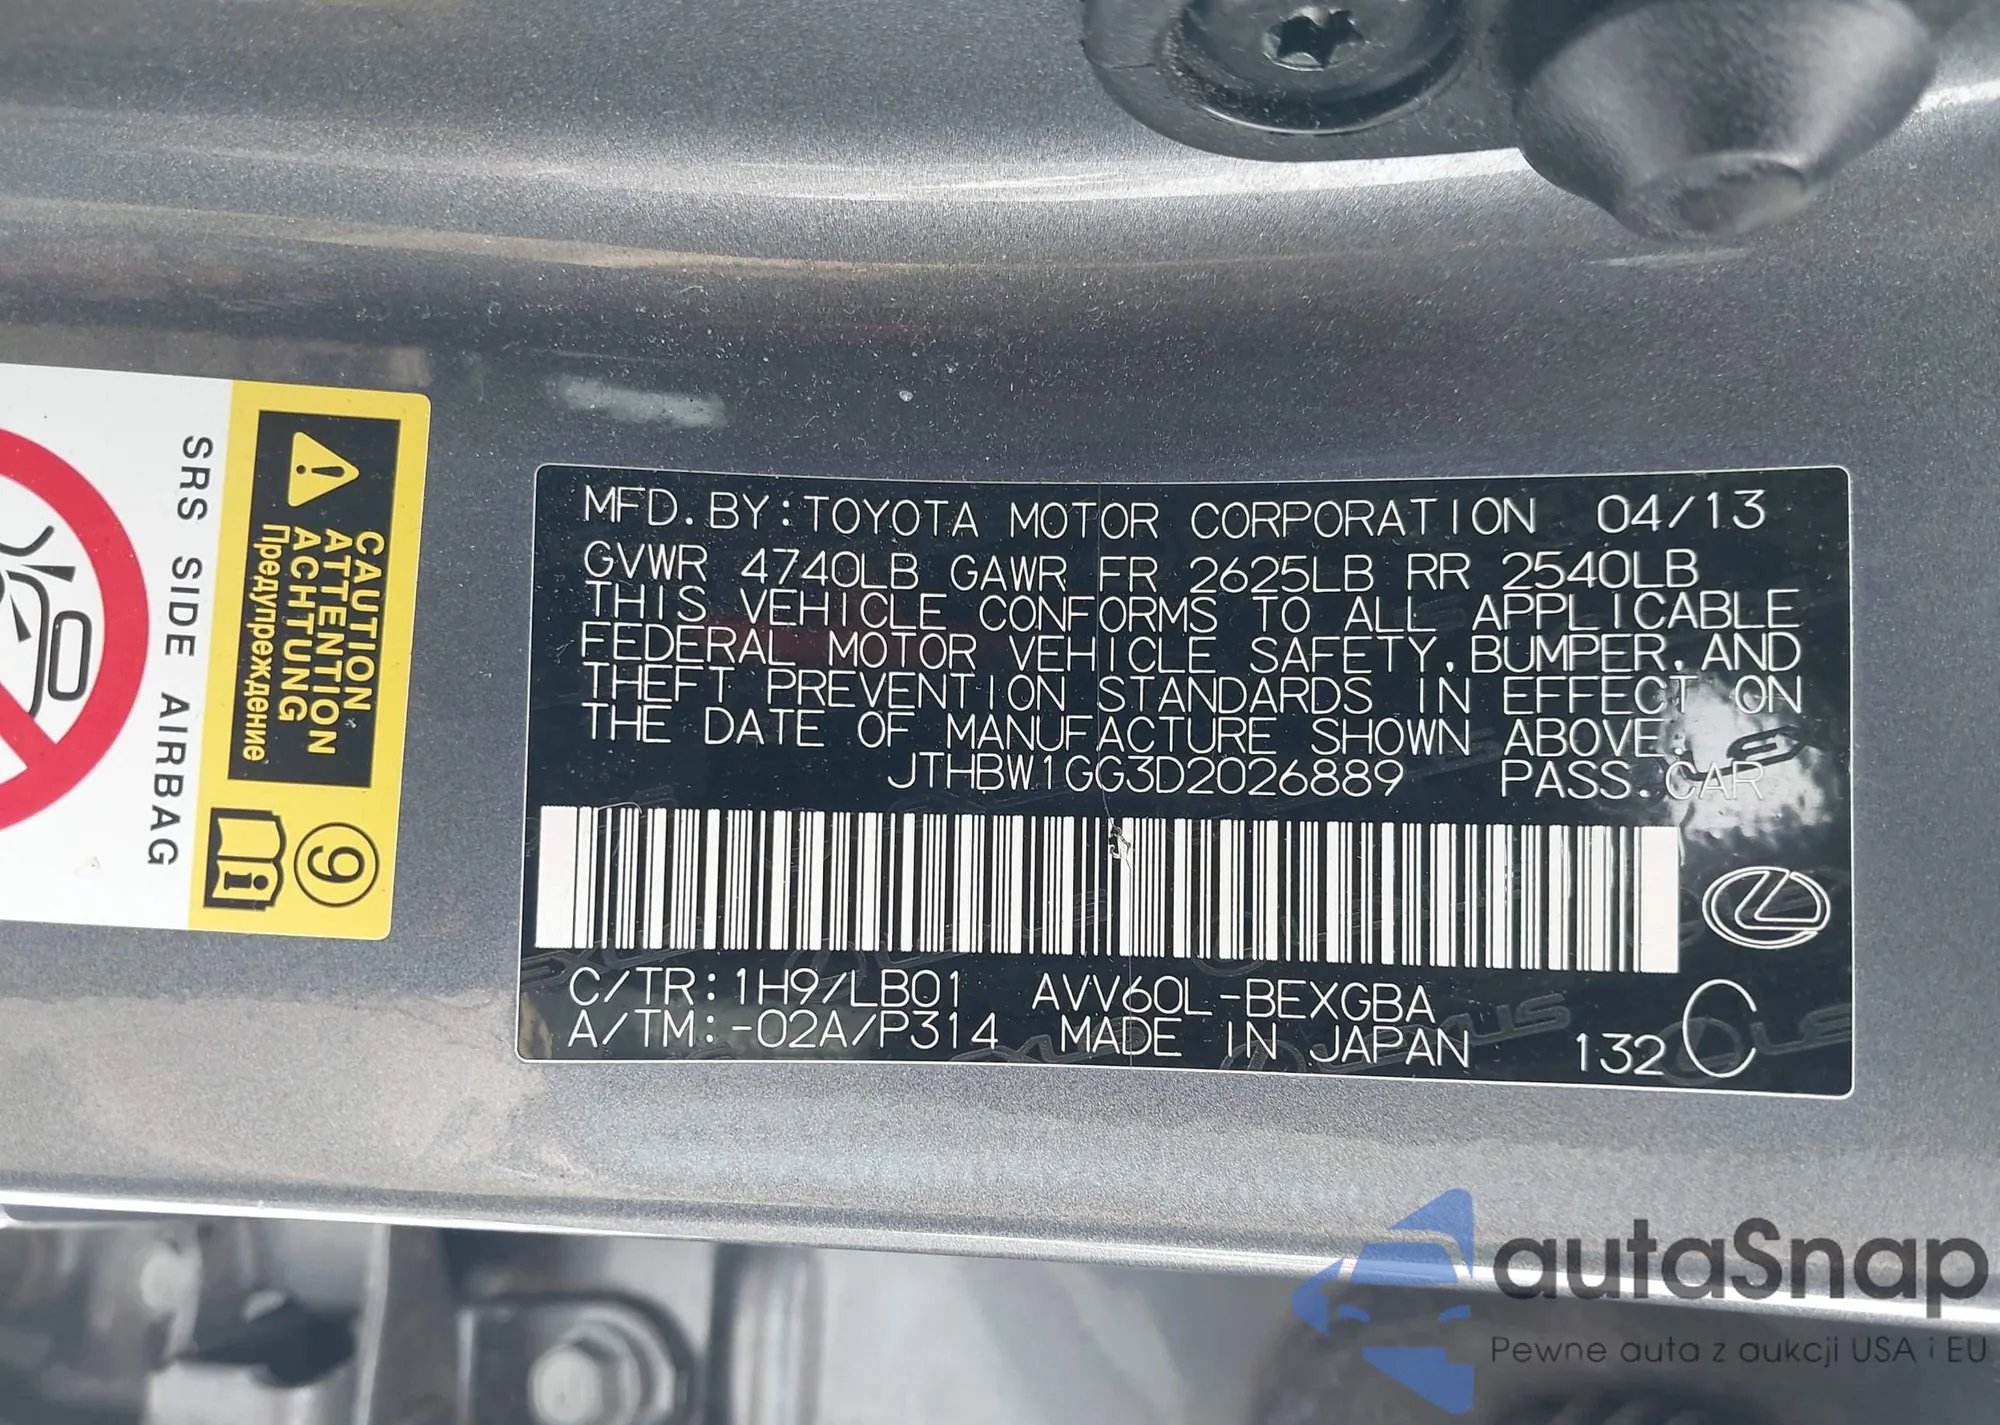 MFD. BY: TOYOTA MOTOR CORPORATION 04/13
GVWR 4740LB GAWR FR 2625LB RR 2540LB
THIS VEHICLE CONFORMS TO ALL APPLICABLE
FEDERAL MOTOR VEHICLE SAFETY, BUMPER, AND
THEFT PREVENTION STANDARDS IN EFFECT ON
THE DATE OF MANUFACTURE SHOWN ABOVE.
JTHBW1GG3D2026889 PASS. CAR
C/TR: 1H9/LB01 AVV60L-BEXGBA
A/TM: -02A/P314 MADE IN JAPAN 132 C
CAUTION
ATTENTION
ACHTUNG
Предупреждение
9
SRS SIDE AIRBAG
autaSnap
Pewne auta z aukcji USA i EU